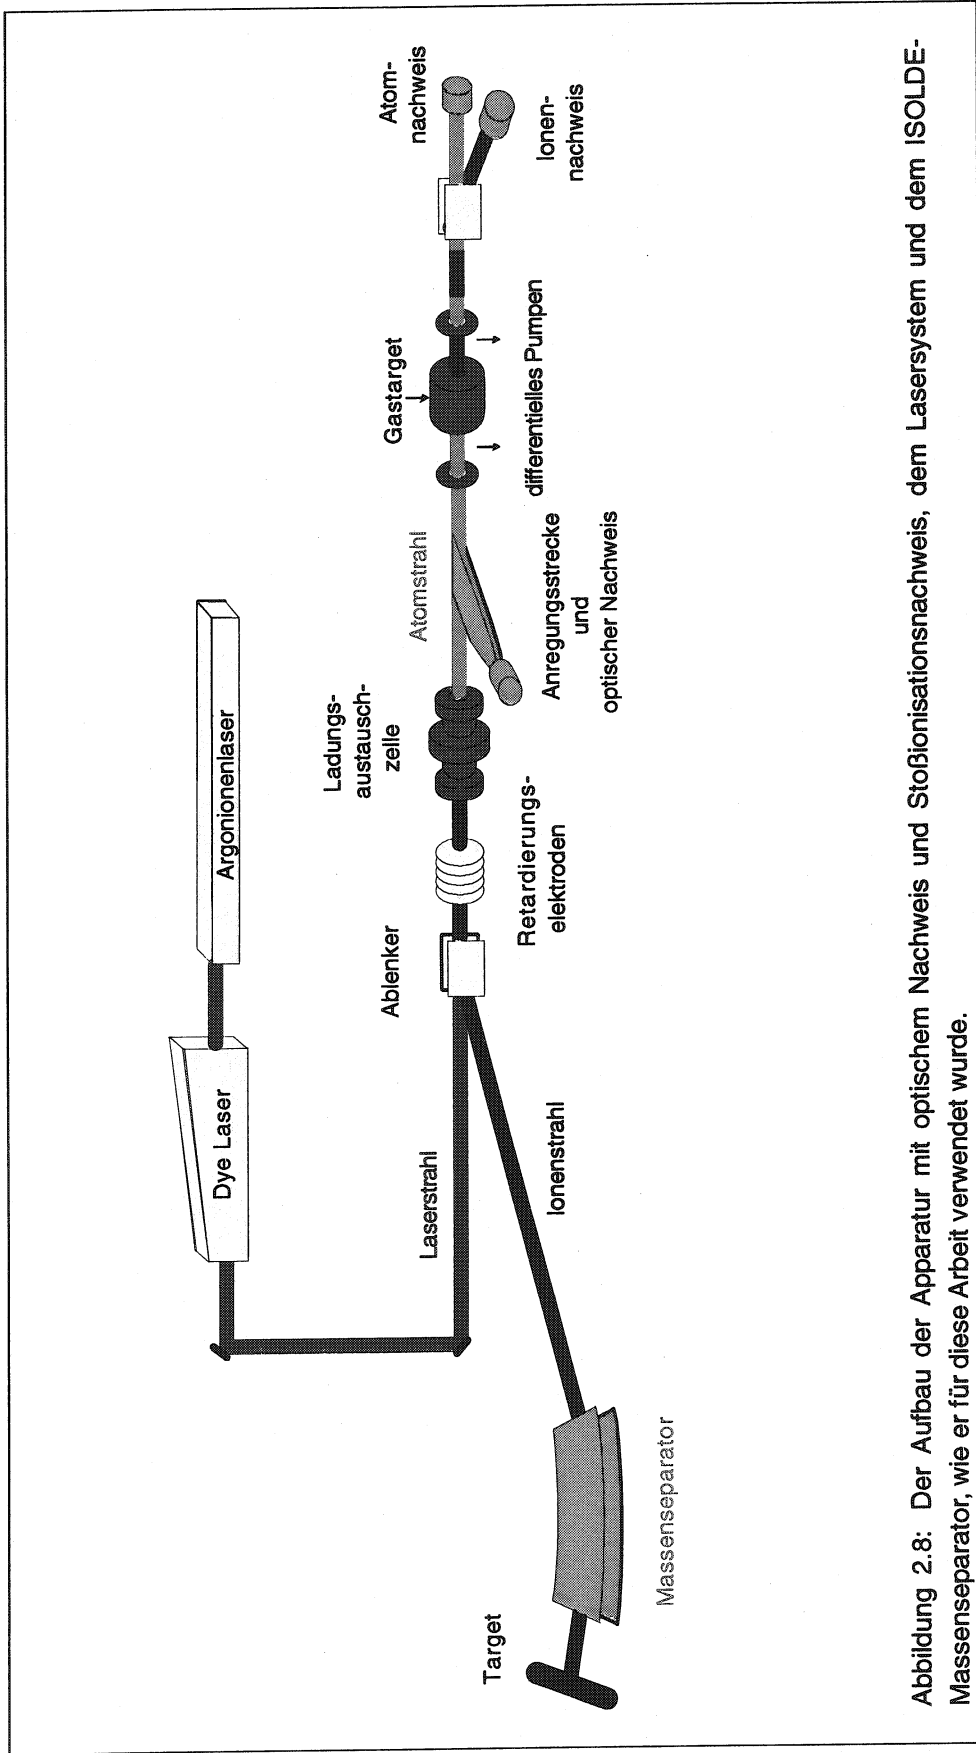 Argonionenlaser
Dye Laser
Atom-
nachweis
Ionen-
nachweis
Gastarget
differentielles Pumpen
Atomstrahl
Anregungsstrecke
und
optischer Nachweis
Ladungs-
austausch-
zelle
Retardierungs-
elektroden
Ablenker
Laserstrahl
Ionenstrahl
Massenseparator
Target
Abbildung 2.8: Der Aufbau der Apparatur mit optischem Nachweis und Stoßionisationsnachweis, dem Lasersystem und dem ISOLDE-
Massenseparator, wie er für diese Arbeit verwendet wurde.